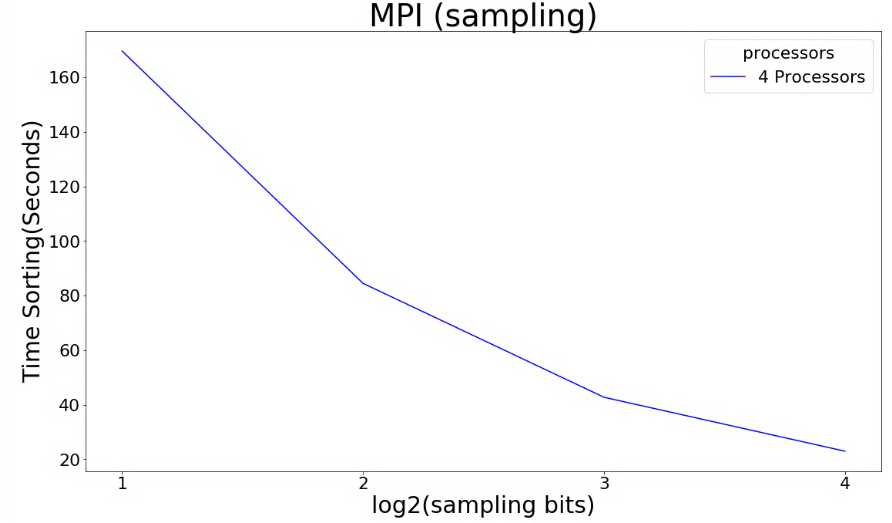 MPI (sampling)
processors
4 Processors
Time Sorting(Seconds)
160
140
120
100
80
60
40
20
1 2 3 4
log2(sampling bits)